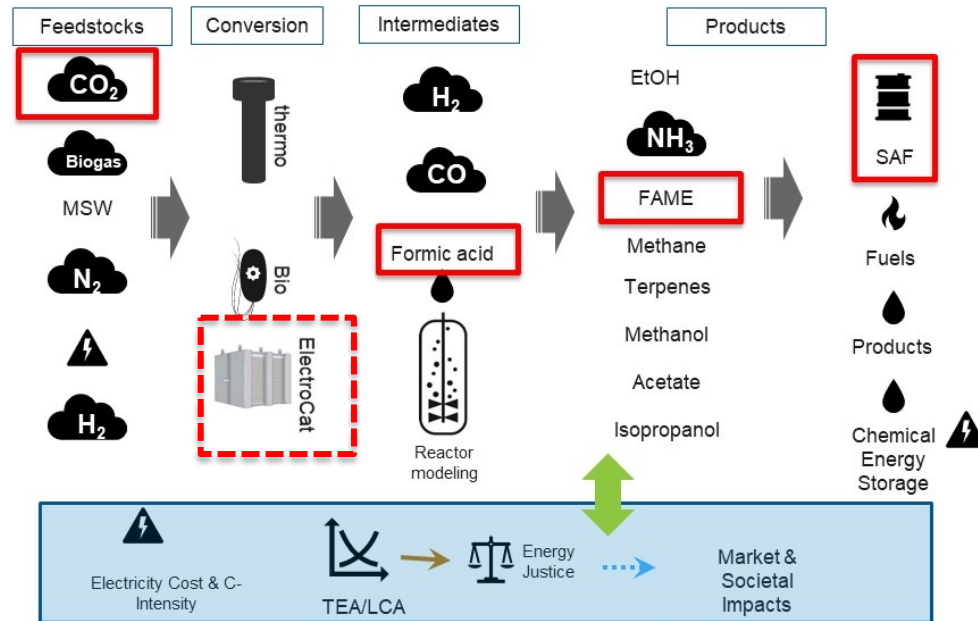 Feedstocks
Conversion
Intermediates
Products
CO2
Biogas
MSW
N2
H2
thermo
Bio
ElectroCat
H2
CO
Formic acid
Reactor
modeling
EtOH
NH3
FAME
Methane
Terpenes
Methanol
Acetate
Isopropanol
SAF
Fuels
Products
Chemical
Energy
Storage
Electricity Cost & C-
Intensity
TEA/LCA
Energy
Justice
Market &
Societal
Impacts